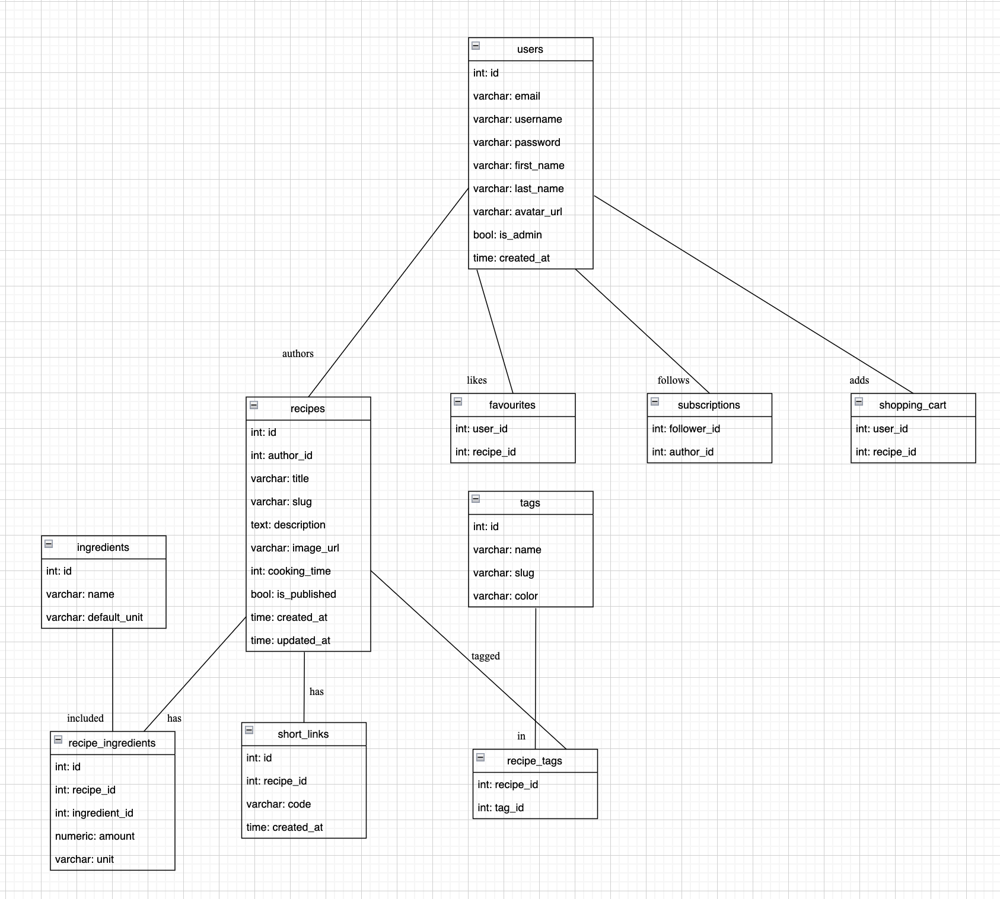 users
int: id
varchar: email
varchar: username
varchar: password
varchar: first_name
varchar: last_name
varchar: avatar_url
bool: is_admin
time: created_at
authors
likes
follows
adds
recipes
int: id
int: author_id
varchar: title
varchar: slug
text: description
varchar: image_url
int: cooking_time
bool: is_published
time: created_at
time: updated_at
favourites
int: user_id
int: recipe_id
subscriptions
int: follower_id
int: author_id
shopping_cart
int: user_id
int: recipe_id
tags
int: id
varchar: name
varchar: slug
varchar: color
ingredients
int: id
varchar: name
varchar: default_unit
tagged
has
included
has
in
recipe_ingredients
int: id
int: recipe_id
int: ingredient_id
numeric: amount
varchar: unit
short_links
int: id
int: recipe_id
varchar: code
time: created_at
recipe_tags
int: recipe_id
int: tag_id